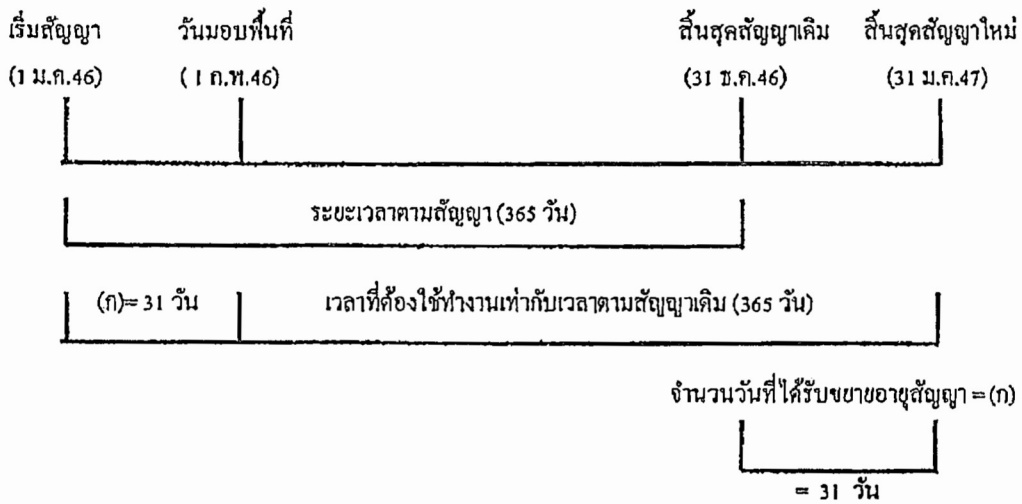 เริ่มสัญญา วันมอบพื้นที่ สิ้นสุดสัญญาเดิม สิ้นสุดสัญญาใหม่
(1 ม.ค.46) (1 ก.พ.46) (31 ธ.ค.46) (31 ม.ค.47)
ระยะเวลาตามสัญญา (365 วัน)
(ก)= 31 วัน เวลาที่ต้องใช้ทำงานเท่ากับเวลาตามสัญญาเดิม (365 วัน)
จำนวนวันที่ได้รับขยายอายุสัญญา = (ก)
= 31 วัน